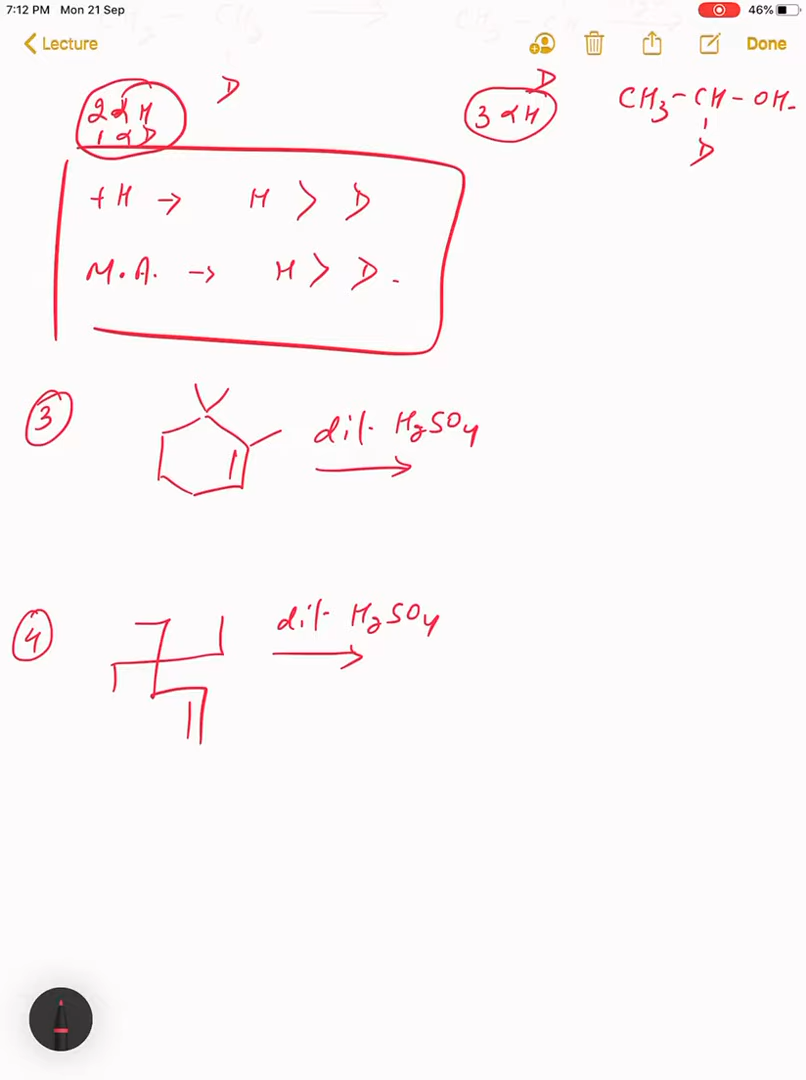 7:12 PM Mon 21 Sep
46%
Lecture
Done
D
2αH
1αD
D
3αH
CH3-CH-OH.
D
+H → H > D
M.A. → H > D.
3
dil. H2SO4
4
dil. H2SO4